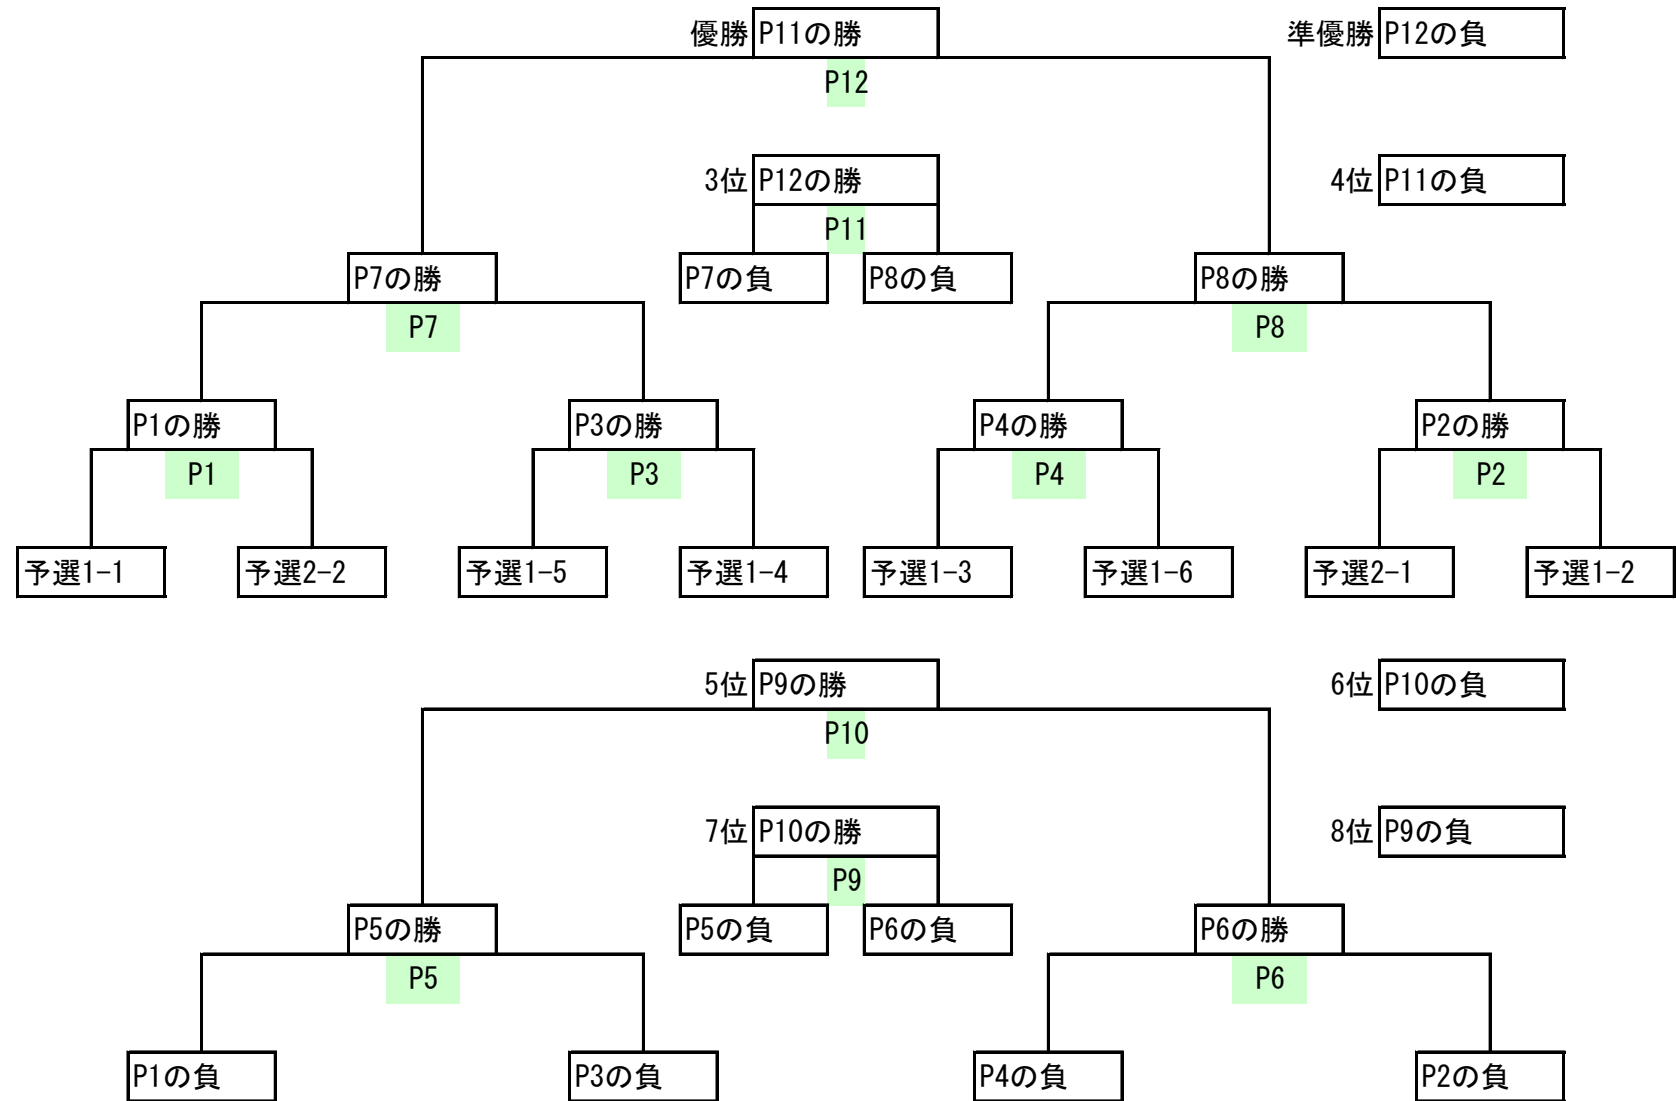 優勝 P11の勝 準優勝 P12の負
P12
3位 P12の勝 4位 P11の負
P11
P7の勝 P7の負 P8の負 P8の勝
P7 P8
P1の勝 P3の勝 P4の勝 P2の勝
P1 P3 P4 P2
予選1-1 予選2-2 予選1-5 予選1-4 予選1-3 予選1-6 予選2-1 予選1-2
5位 P9の勝 6位 P10の負
P10
7位 P10の勝 8位 P9の負
P9
P5の勝 P5の負 P6の負 P6の勝
P5 P6
P1の負 P3の負 P4の負 P2の負